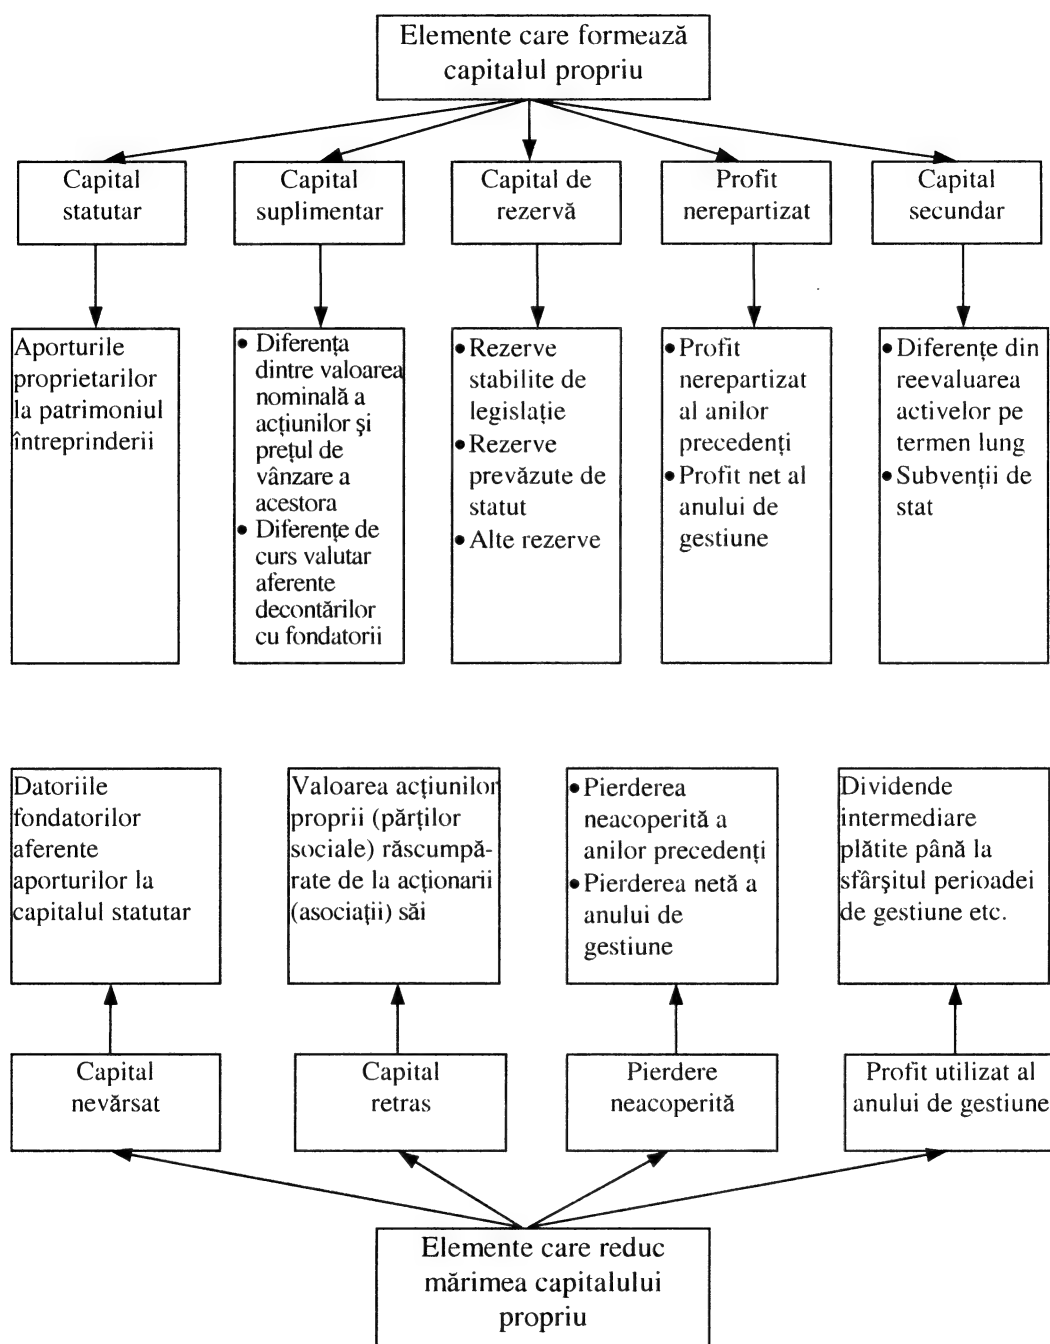 Elemente care formează
capitalul propriu
Capital
statutar
Capital
suplimentar
Capital de
rezervă
Profit
nerepartizat
Capital
secundar
Aporturile
proprietarilor
la patrimoniul
întreprinderii
• Diferența
dintre valoarea
nominală a
acțiunilor și
prețul de
vânzare a
acestora
• Diferențe de
curs valutar
aferente
decontărilor
cu fondatorii
• Rezerve
stabilite de
legislație
• Rezerve
prevăzute de
statut
• Alte rezerve
• Profit
nerepartizat
al anilor
precedenți
• Profit net al
anului de
gestiune
• Diferențe din
reevaluarea
activelor pe
termen lung
• Subvenții de
stat
Datoriile
fondatorilor
aferente
aporturilor la
capitalul statutar
Valoarea acțiunilor
proprii (părților
sociale) răscumpă-
rate de la acționarii
(asociații) săi
• Pierderea
neacoperită a
anilor precedenți
• Pierderea netă a
anului de
gestiune
Dividende
intermediare
plătite până la
sfârșitul perioadei
de gestiune etc.
Capital
nevărsat
Capital
retras
Pierdere
neacoperită
Profit utilizat al
anului de gestiune
Elemente care reduc
mărimea capitalului
propriu